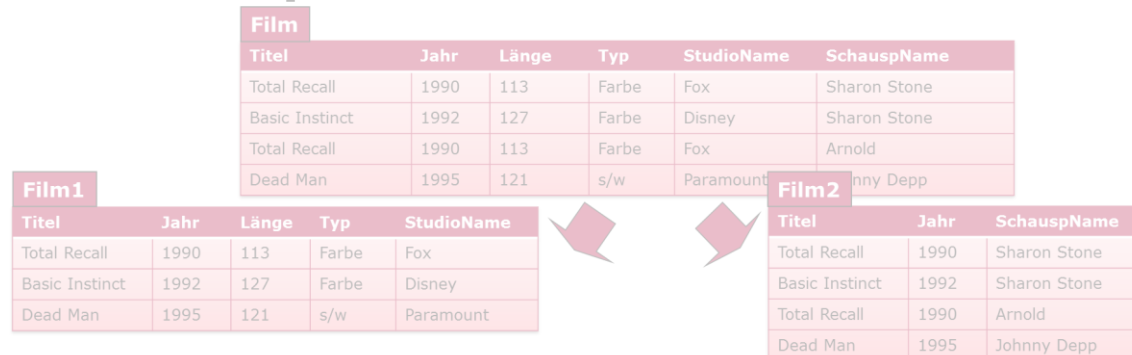 Film
Titel Jahr Länge Typ StudioName SchauspName
Total Recall 1990 113 Farbe Fox Sharon Stone
Basic Instinct 1992 127 Farbe Disney Sharon Stone
Total Recall 1990 113 Farbe Fox Arnold
Dead Man 1995 121 s/w Paramount nny Depp
Film1
Titel Jahr Länge Typ StudioName
Total Recall 1990 113 Farbe Fox
Basic Instinct 1992 127 Farbe Disney
Dead Man 1995 121 s/w Paramount
Film2
Titel Jahr SchauspName
Total Recall 1990 Sharon Stone
Basic Instinct 1992 Sharon Stone
Total Recall 1990 Arnold
Dead Man 1995 Johnny Depp